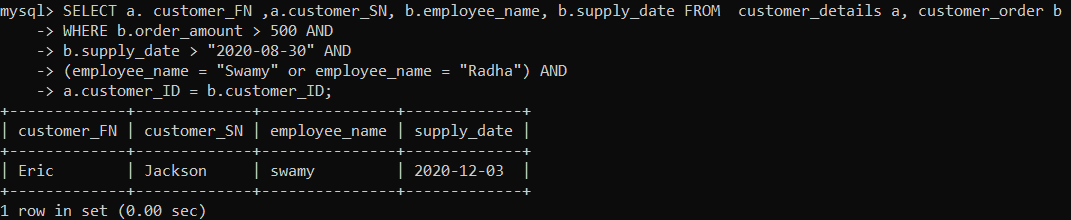 mysql> SELECT a. customer_FN ,a.customer_SN, b.employee_name, b.supply_date FROM  customer_details a, customer_order b
    -> WHERE b.order_amount > 500 AND
    -> b.supply_date > "2020-08-30" AND
    -> (employee_name = "Swamy" or employee_name = "Radha") AND
    -> a.customer_ID = b.customer_ID;
+-------------+-------------+---------------+-------------+
| customer_FN | customer_SN | employee_name | supply_date |
+-------------+-------------+---------------+-------------+
| Eric        | Jackson     | swamy         | 2020-12-03  |
+-------------+-------------+---------------+-------------+
1 row in set (0.00 sec)